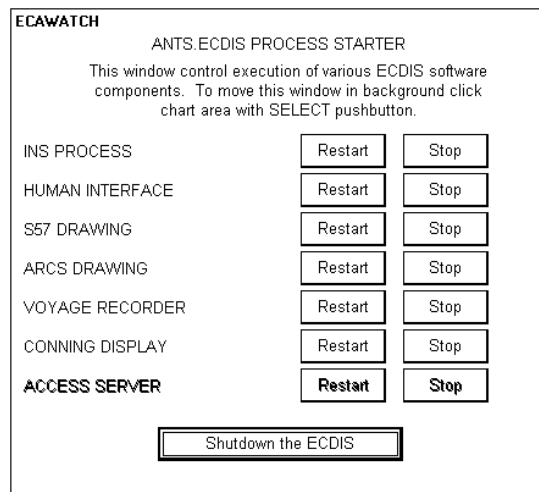 ECAWATCH
ANTS.ECDIS PROCESS STARTER
This window control execution of various ECDIS software
components. To move this window in background click
chart area with SELECT pushbutton.
INS PROCESS Restart Stop
HUMAN INTERFACE Restart Stop
S57 DRAWING Restart Stop
ARCS DRAWING Restart Stop
VOYAGE RECORDER Restart Stop
CONNING DISPLAY Restart Stop
ACCESS SERVER Restart Stop
Shutdown the ECDIS